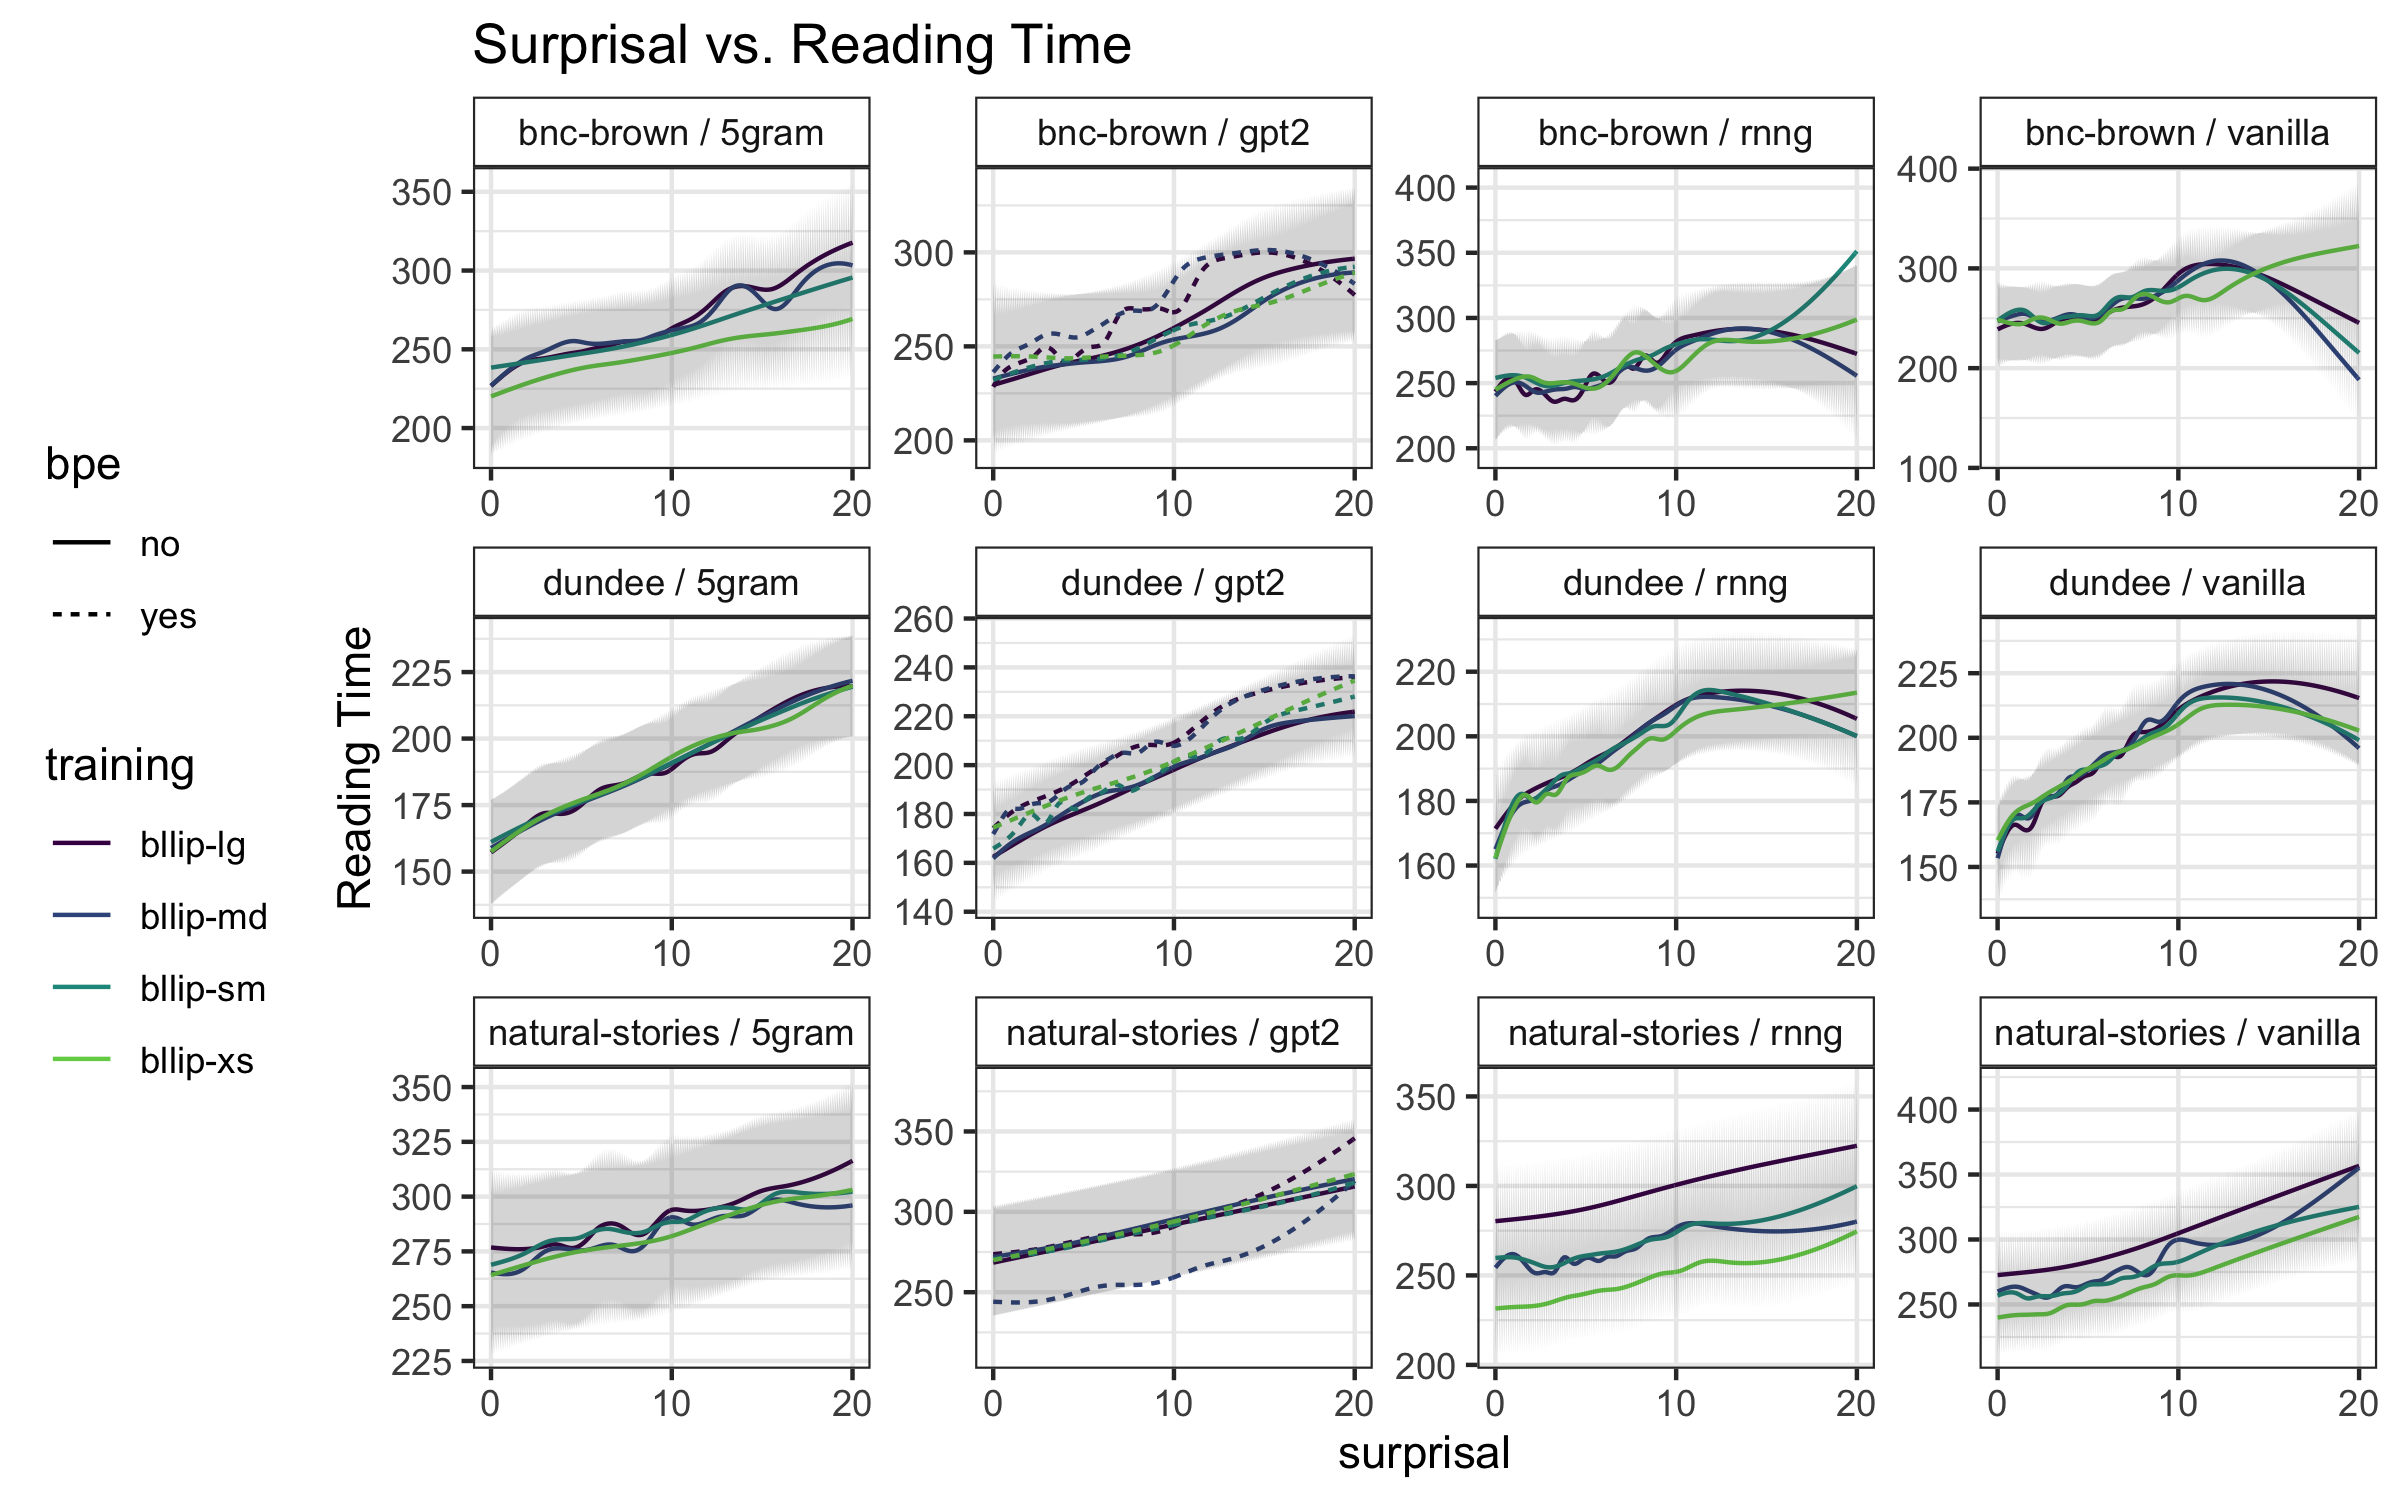 Surprisal vs. Reading Time
bpe
no
yes
training
bllip-lg
bllip-md
bllip-sm
bllip-xs
Reading Time
bnc-brown / 5gram
350
300
250
200
0 10 20
bnc-brown / gpt2
300
250
200
0 10 20
bnc-brown / rnng
400
350
300
250
200
0 10 20
bnc-brown / vanilla
400
300
200
100
0 10 20
dundee / 5gram
225
200
175
150
0 10 20
dundee / gpt2
260
240
220
200
180
160
140
0 10 20
dundee / rnng
220
200
180
160
0 10 20
dundee / vanilla
225
200
175
150
0 10 20
natural-stories / 5gram
350
325
300
275
250
225
0 10 20
natural-stories / gpt2
350
300
250
0 10 20
natural-stories / rnng
350
300
250
200
0 10 20
natural-stories / vanilla
400
350
300
250
0 10 20
surprisal